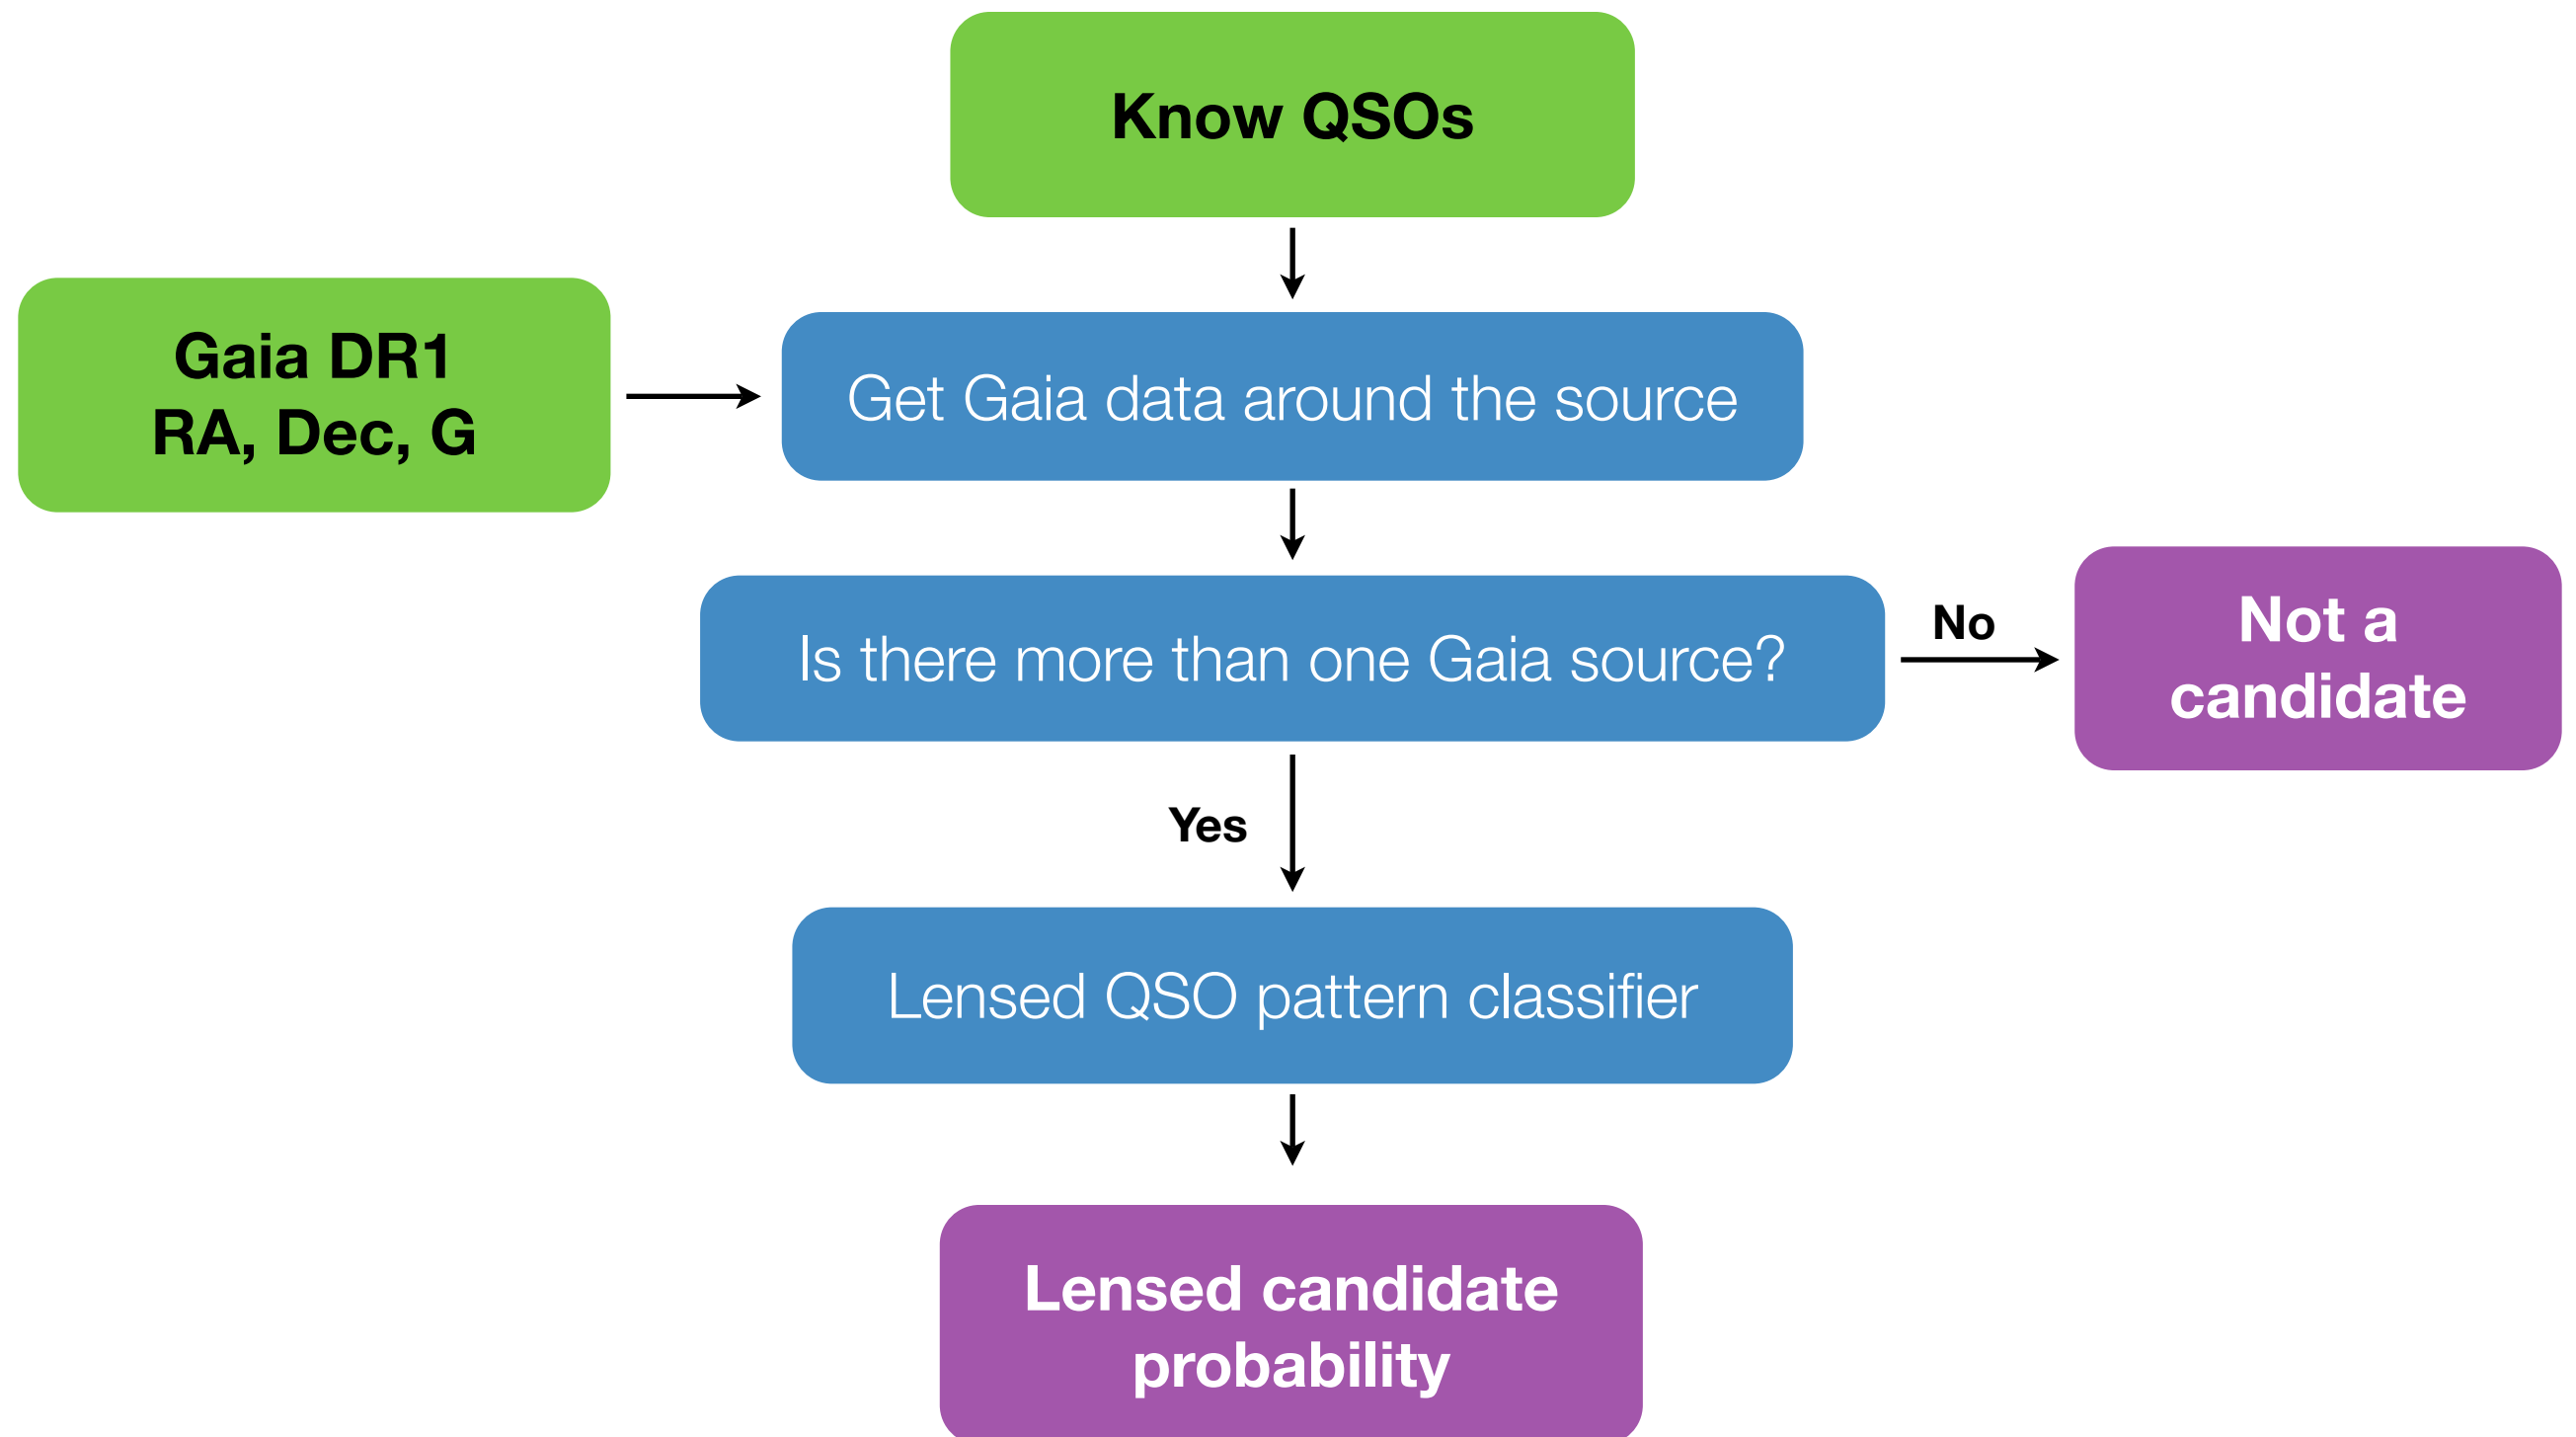 Know QSOs
Gaia DR1
RA, Dec, G
Get Gaia data around the source
Is there more than one Gaia source?
No
Not a
candidate
Yes
Lensed QSO pattern classifier
Lensed candidate
probability